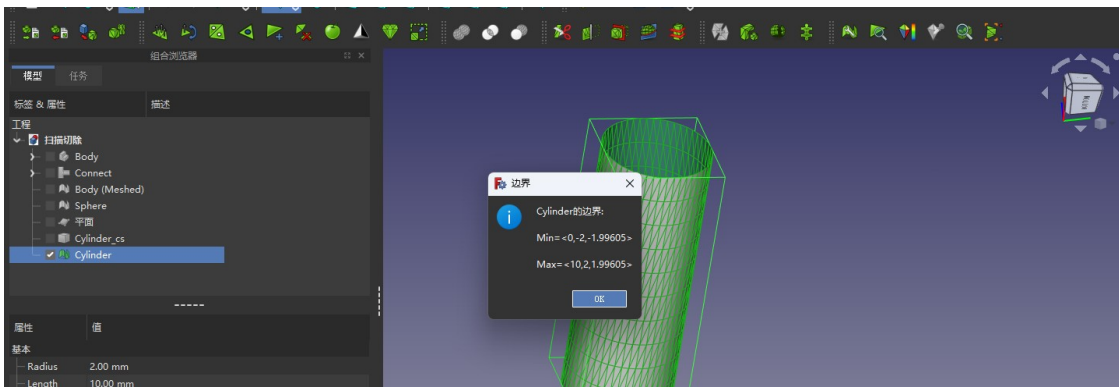 组合浏览器
模型 任务
标签 & 属性 描述
工程
扫描切除
Body
Connect
Body (Meshed)
Sphere
平面
Cylinder_cs
Cylinder
属性 值
基本
Radius 2.00 mm
Length 10.00 mm
边界
Cylinder的边界:
Min=<0,-2,-1.99605>
Max=<10,2,1.99605>
OK